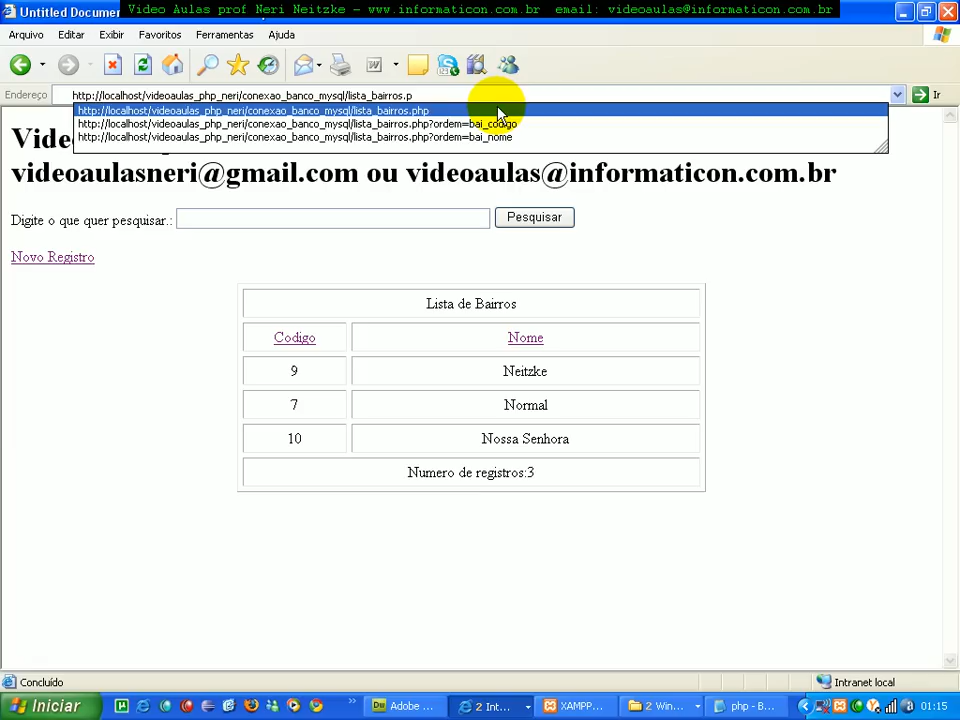 Untitled Documen
Video Aulas prof Neri Neitzke – www.informaticon.com.br email: videoaulas@informaticon.com.br
Arquivo Editar Exibir Favoritos Ferramentas Ajuda
Endereço http://localhost/videoaulas_php_neri/conexao_banco_mysql/lista_bairros.p Ir
http://localhost/videoaulas_php_neri/conexao_banco_mysql/lista_bairros.php
http://localhost/videoaulas_php_neri/conexao_banco_mysql/lista_bairros.php?ordem=bai_codigo
http://localhost/videoaulas_php_neri/conexao_banco_mysql/lista_bairros.php?ordem=bai_nome
videoaulasneri@gmail.com ou videoaulas@informaticon.com.br
Digite o que quer pesquisar.: Pesquisar
Novo Registro
Lista de Bairros
Codigo Nome
9 Neitzke
7 Normal
10 Nossa Senhora
Numero de registros:3
Concluído Intranet local
Iniciar Adobe ... 2 Int... XAMPP... 2 Win... php - B... 01:15